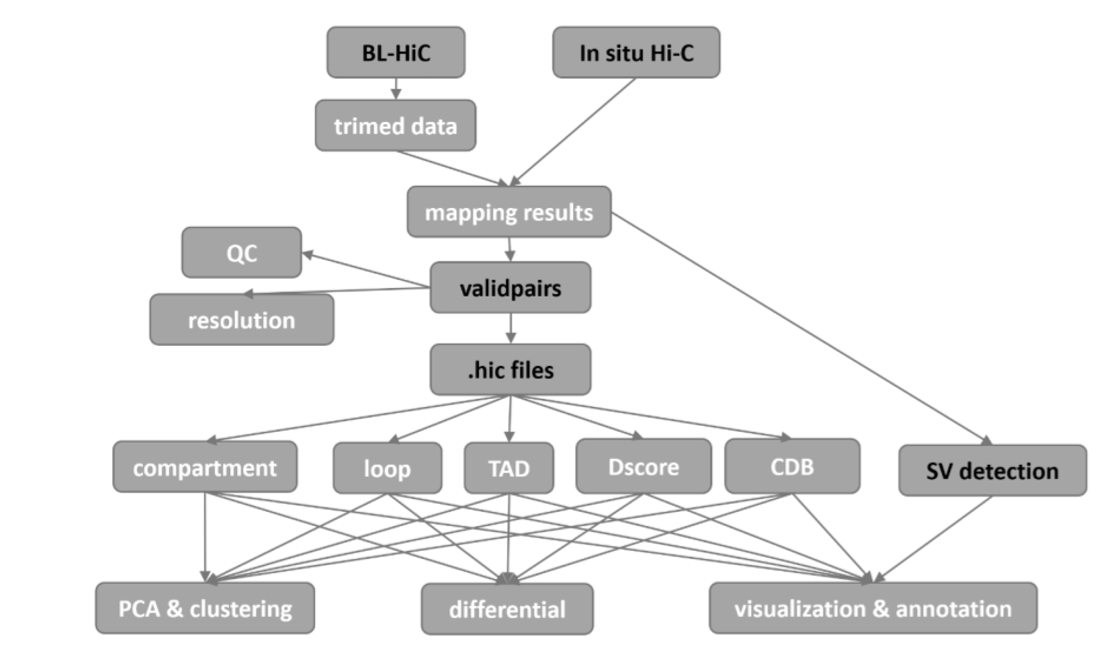 BL-HiC
In situ Hi-C
trimed data
mapping results
QC
validpairs
resolution
.hic files
compartment
loop
TAD
Dscore
CDB
SV detection
PCA & clustering
differential
visualization & annotation